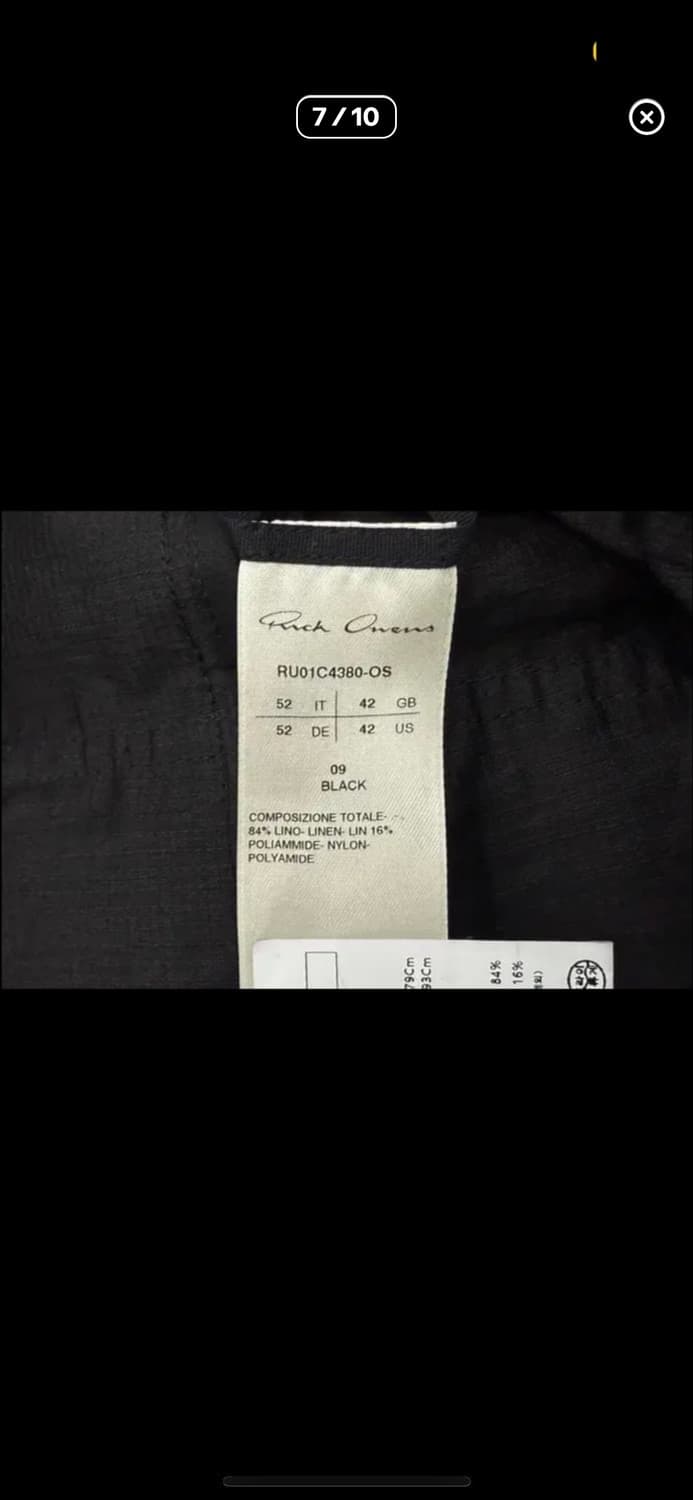 7/10
Rick Owens
RU01C4380-OS
52 IT 42 GB
52 DE 42 US
09
BLACK
COMPOSIZIONE TOTALE-
84% LINO- LINEN- LIN 16%
POLIAMMIDE- NYLON-
POLYAMIDE
79Cm
93Cm
84%
16%